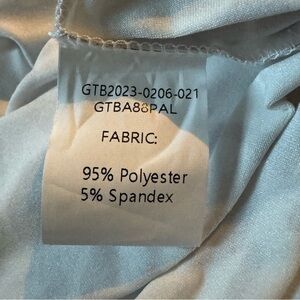 GTB2023-0206-021
GTBA88PAL
FABRIC:
95% Polyester
5% Spandex